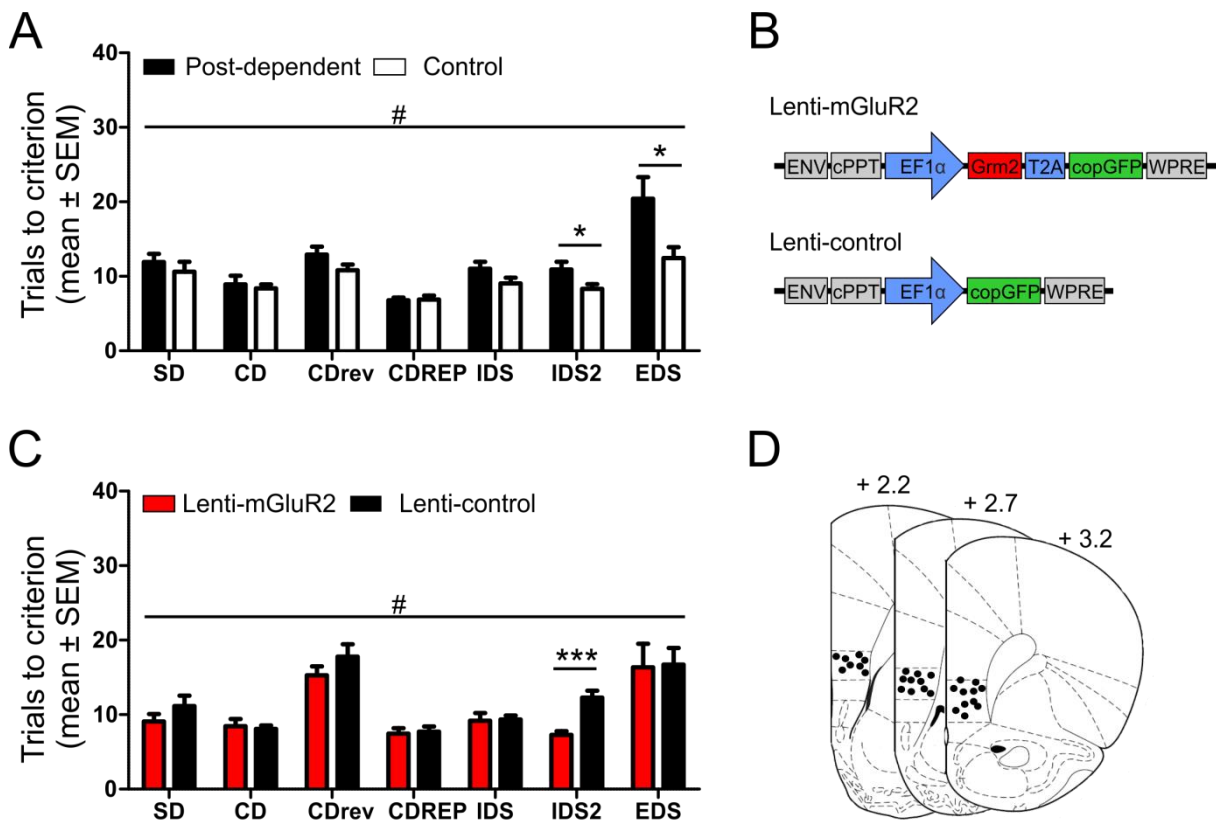 A
Trials to criterion
(mean ± SEM)
40
30
20
10
0
Post-dependent Control
#
*
*
SD CD CDrev CDREP IDS IDS2 EDS
B
Lenti-mGluR2
ENV cPPT EF1α Grm2 T2A copGFP WPRE
Lenti-control
ENV cPPT EF1α copGFP WPRE
C
Trials to criterion
(mean ± SEM)
40
30
20
10
0
Lenti-mGluR2 Lenti-control
#
***
SD CD CDrev CDREP IDS IDS2 EDS
D
+ 2.2
+ 2.7
+ 3.2